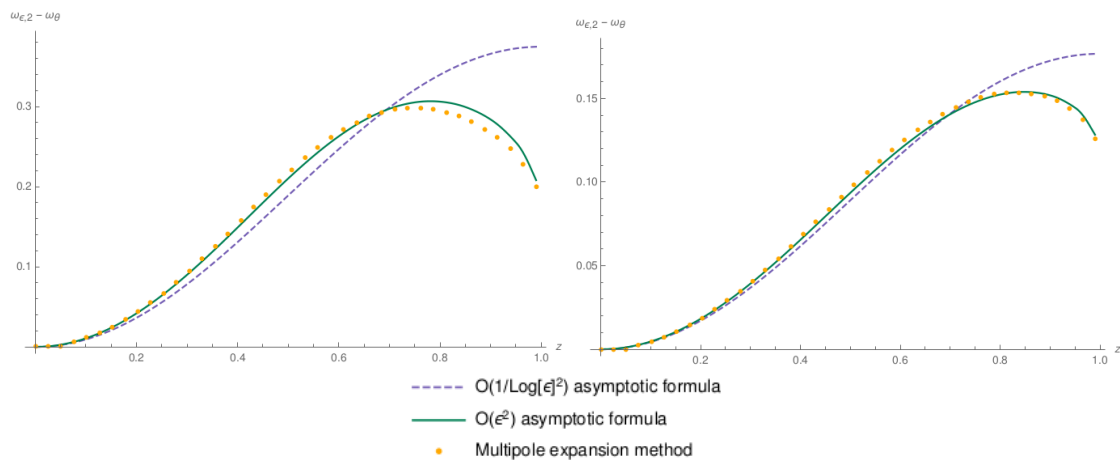 ω_{ϵ,2} − ω_θ
0.3
0.2
0.1
0.2
0.4
0.6
0.8
1.0
z
ω_{ϵ,2} − ω_θ
0.15
0.10
0.05
0.2
0.4
0.6
0.8
1.0
z
O(1/Log[ϵ]²) asymptotic formula
O(ϵ²) asymptotic formula
Multipole expansion method